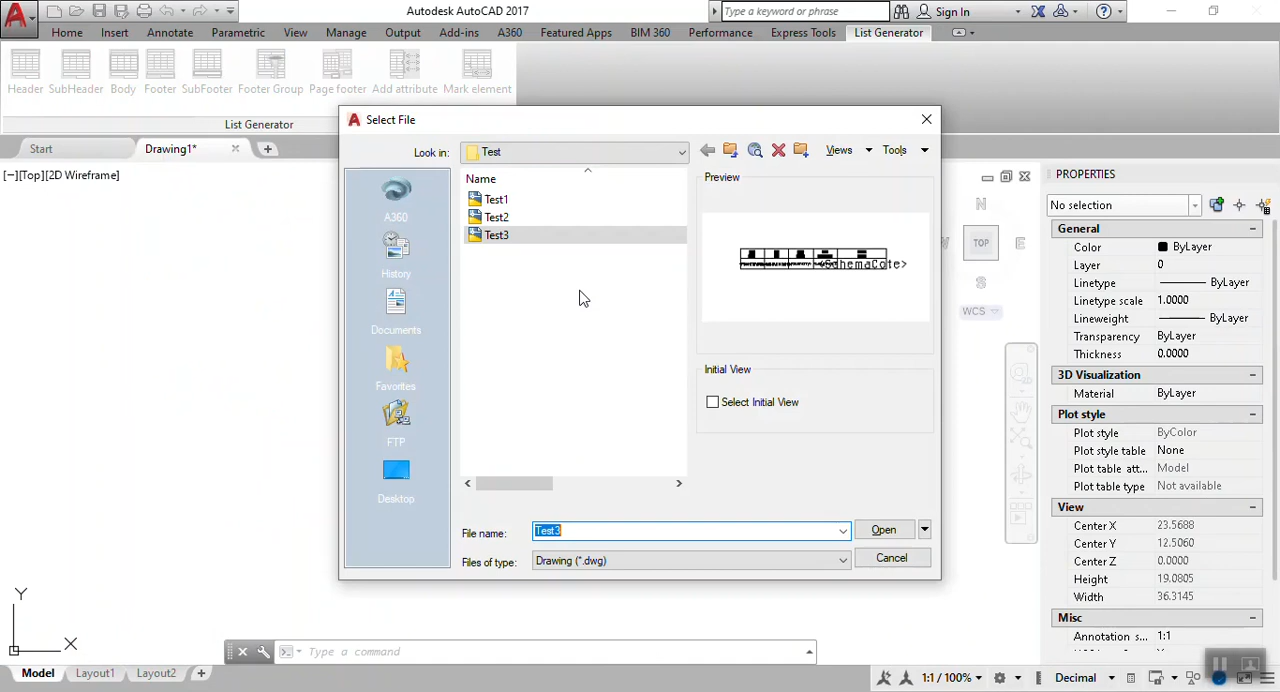 Autodesk AutoCAD 2017
Type a keyword or phrase
Sign In
Home
Insert
Annotate
Parametric
View
Manage
Output
Add-ins
A360
Featured Apps
BIM 360
Performance
Express Tools
List Generator
Header
SubHeader
Body
Footer
SubFooter
Footer Group
Page footer
Add attribute
Mark element
List Generator
Start
Drawing1*
[−][Top][2D Wireframe]
Select File
Look in:
Test
Views
Tools
Name
Test1
Test2
Test3
A360
History
Documents
Favorites
FTP
Desktop
Preview
<SchemaCote>
Initial View
Select Initial View
File name:
Test3
Open
Files of type:
Drawing (*.dwg)
Cancel
N
W
TOP
E
S
WCS
PROPERTIES
No selection
General
Color ByLayer
Layer 0
Linetype ByLayer
Linetype scale 1.0000
Lineweight ByLayer
Transparency ByLayer
Thickness 0.0000
3D Visualization
Material ByLayer
Plot style
Plot style ByColor
Plot style table None
Plot table att... Model
Plot table type Not available
View
Center X 23.5688
Center Y 12.5060
Center Z 0.0000
Height 19.0805
Width 36.3145
Misc
Annotation s... 1:1
Y
X
Type a command
Model
Layout1
Layout2
1:1 / 100%
Decimal